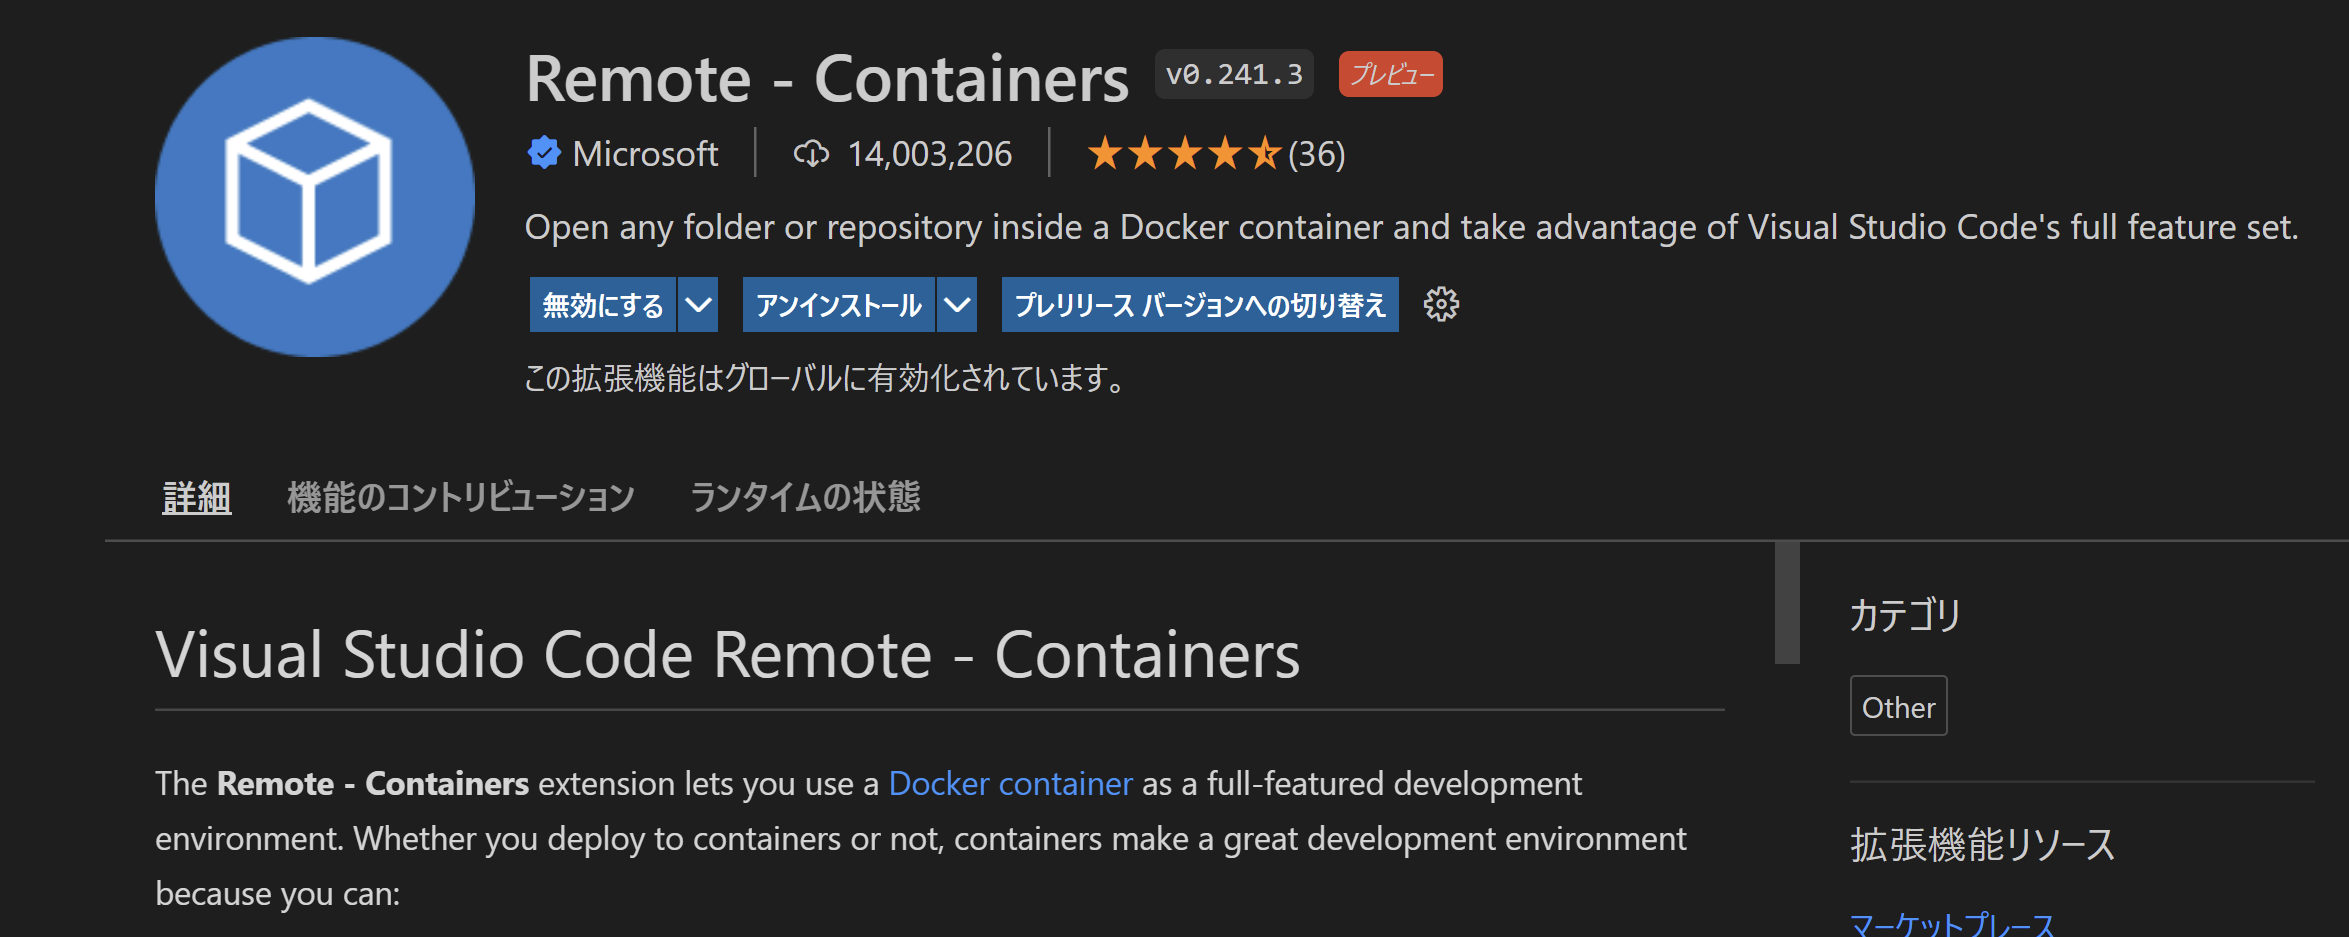 Remote - Containers v0.241.3 プレビュー
Microsoft 14,003,206 (36)
Open any folder or repository inside a Docker container and take advantage of Visual Studio Code's full feature set.
無効にする アンインストール プレリリース バージョンへの切り替え
この拡張機能はグローバルに有効化されています。
詳細 機能のコントリビューション ランタイムの状態
Visual Studio Code Remote - Containers
The Remote - Containers extension lets you use a Docker container as a full-featured development
environment. Whether you deploy to containers or not, containers make a great development environment
because you can:
カテゴリ
Other
拡張機能リソース
マーケットプレース